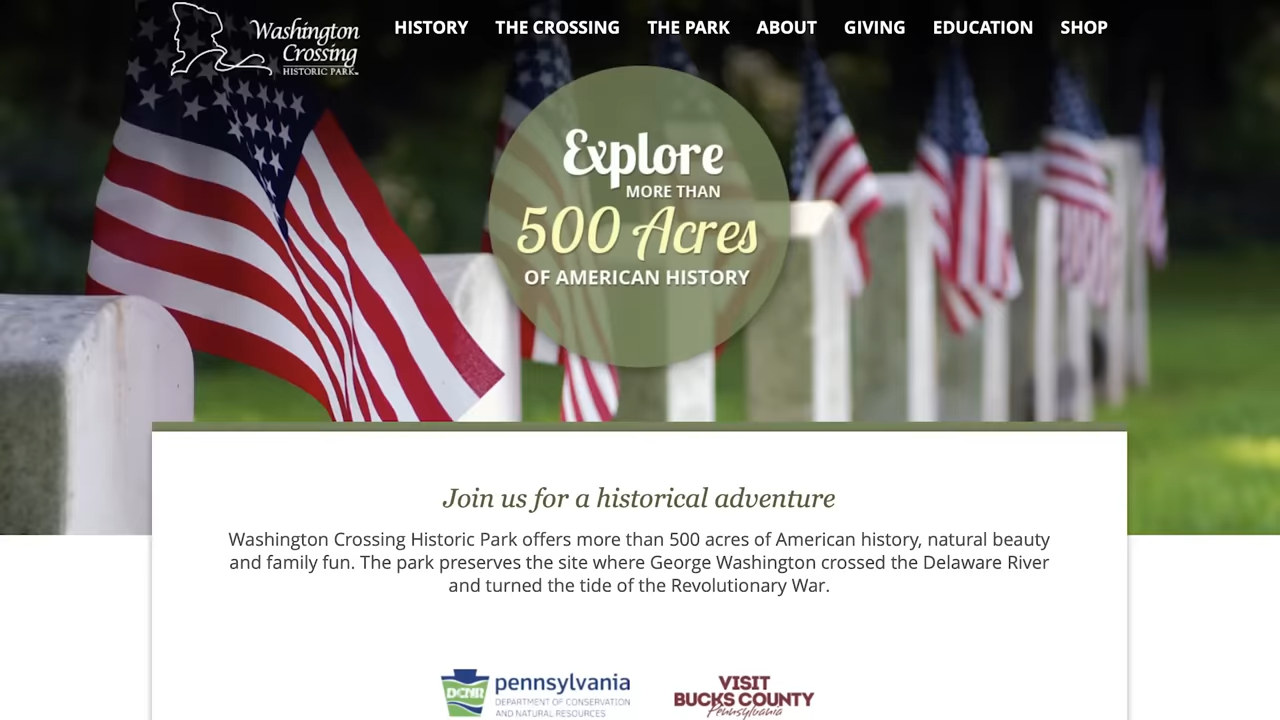 Washington
Crossing
HISTORIC PARK
HISTORY THE CROSSING THE PARK ABOUT GIVING EDUCATION SHOP
Explore
MORE THAN
500 Acres
OF AMERICAN HISTORY
Join us for a historical adventure
Washington Crossing Historic Park offers more than 500 acres of American history, natural beauty
and family fun. The park preserves the site where George Washington crossed the Delaware River
and turned the tide of the Revolutionary War.
DCNR
pennsylvania
DEPARTMENT OF CONSERVATION
AND NATURAL RESOURCES
VISIT
BUCKS COUNTY
Pennsylvania